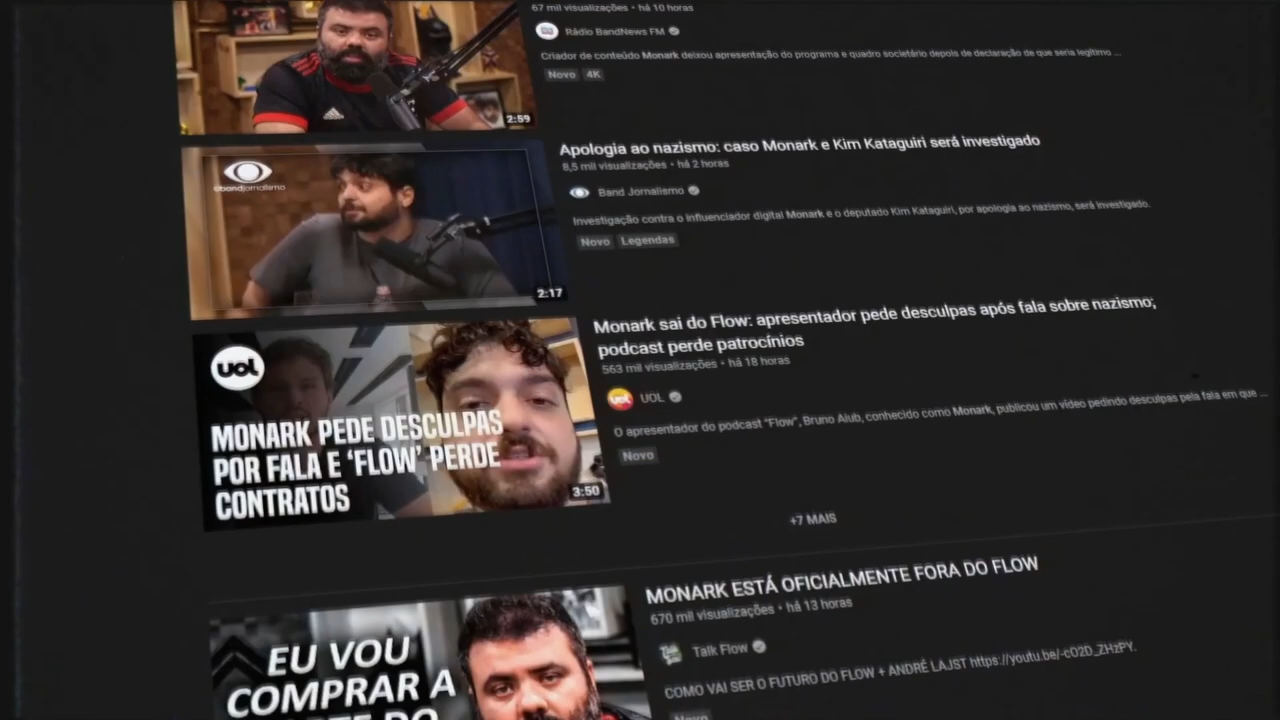 67 mil visualizações • há 10 horas
Rádio BandNews FM
Criador de conteúdo Monark deixou apresentação do programa e quadro societário depois de declaração de que seria legítimo ...
Novo 4K
2:59
Apologia ao nazismo: caso Monark e Kim Kataguiri será investigado
8,5 mil visualizações • há 2 horas
@bandjornalismo
Band Jornalismo
Investigação contra o influenciador digital Monark e o deputado Kim Kataguiri, por apologia ao nazismo, será investigado.
Novo Legendas
2:17
Monark sai do Flow: apresentador pede desculpas após fala sobre nazismo;
podcast perde patrocínios
563 mil visualizações • há 18 horas
uol
UOL
O apresentador do podcast "Flow", Bruno Aiub, conhecido como Monark, publicou um vídeo pedindo desculpas pela fala em que ...
Novo
MONARK PEDE DESCULPAS
POR FALA E 'FLOW' PERDE
CONTRATOS
3:50
+7 MAIS
MONARK ESTÁ OFICIALMENTE FORA DO FLOW
670 mil visualizações • há 13 horas
Talk Flow
COMO VAI SER O FUTURO DO FLOW + ANDRÉ LAJST https://youtu.be/-cO2D_ZHzPY.
Novo
EU VOU
COMPRAR A